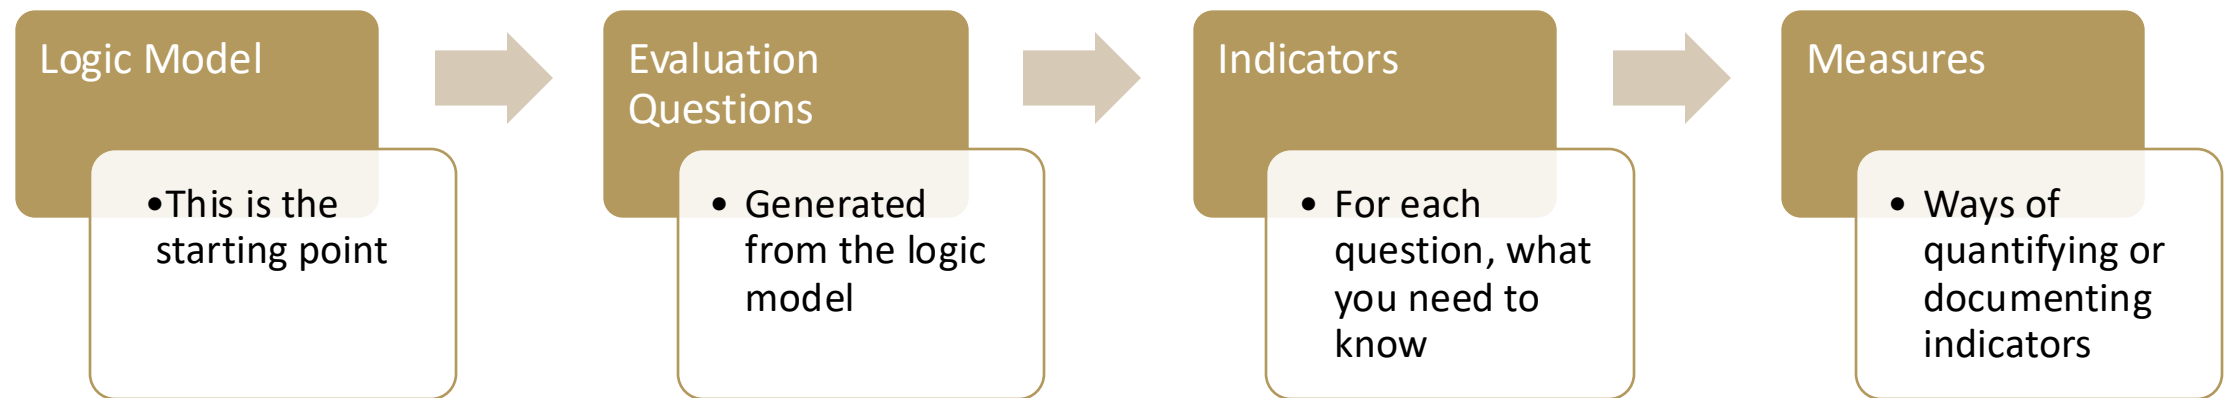 Logic Model
•This is the
starting point
Evaluation
Questions
• Generated
from the logic
model
Indicators
• For each
question, what
you need to
know
Measures
• Ways of
quantifying or
documenting
indicators